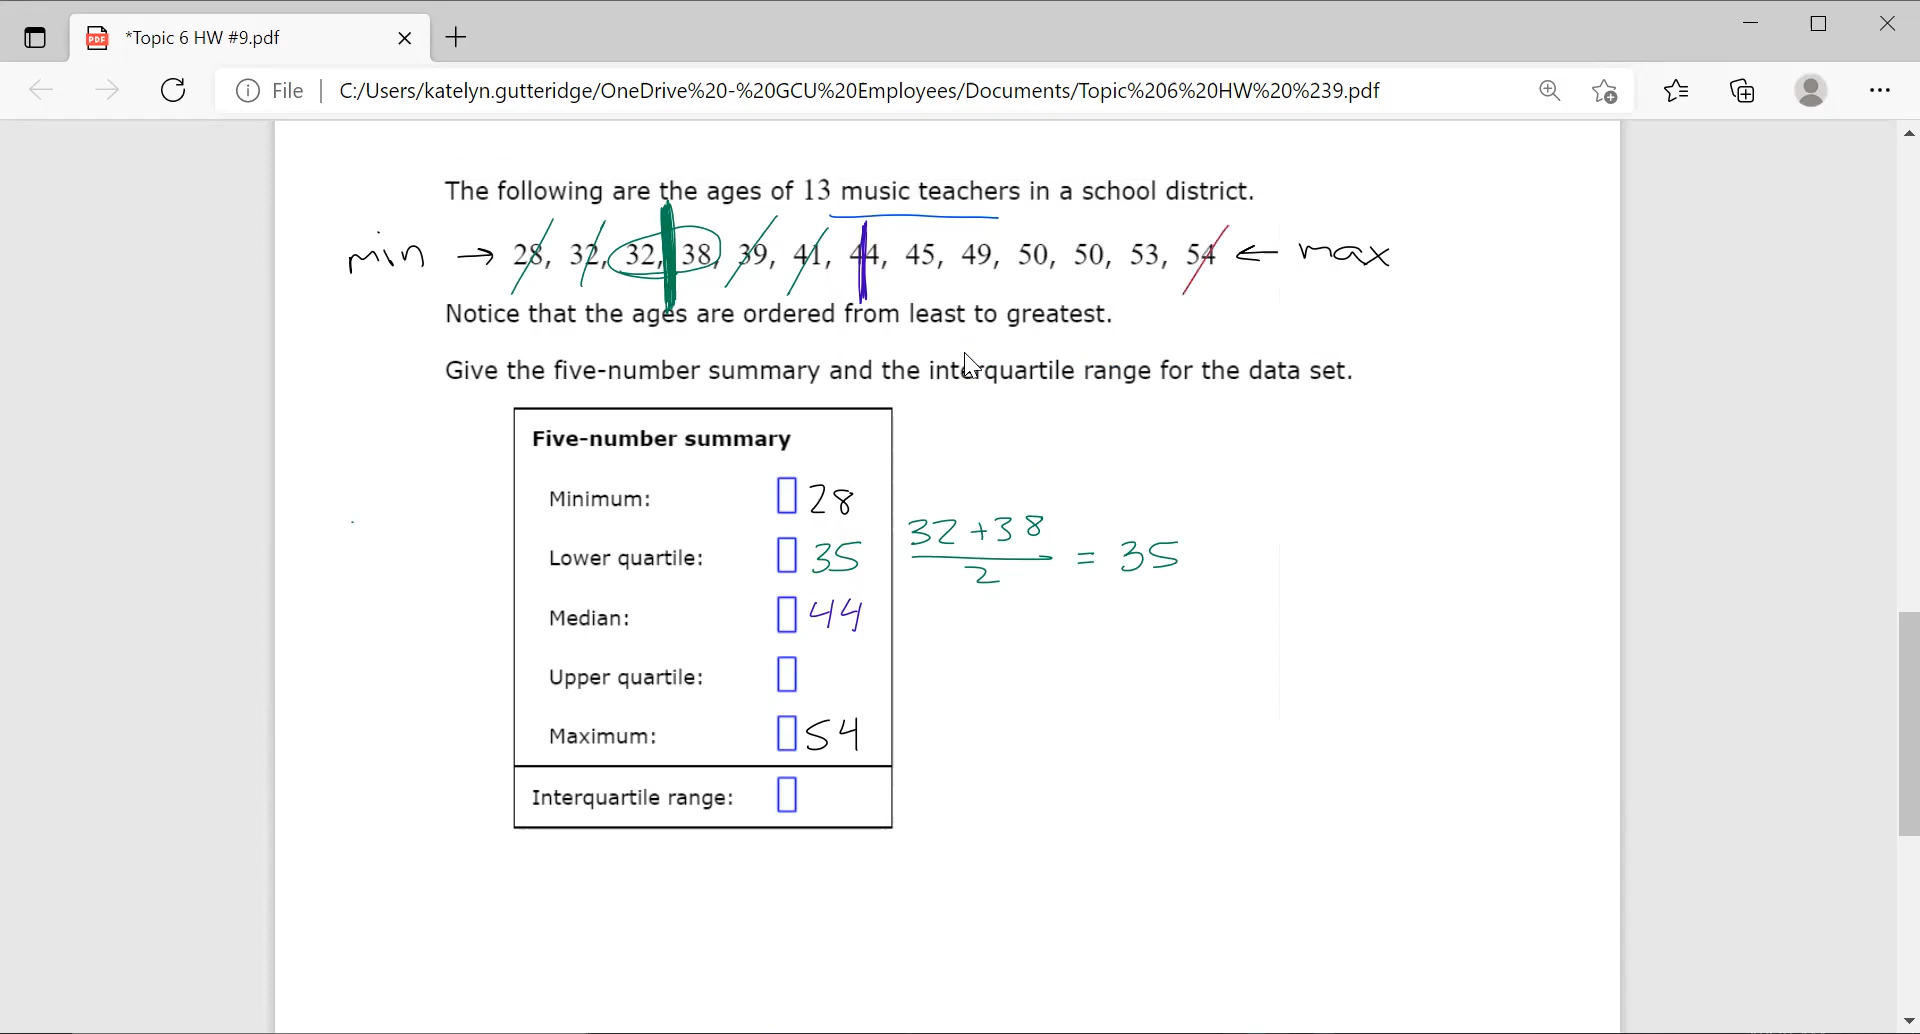 *Topic 6 HW #9.pdf
File | C:/Users/katelyn.gutteridge/OneDrive%20-%20GCU%20Employees/Documents/Topic%206%20HW%20%239.pdf
The following are the ages of 13 music teachers in a school district.
min → 28, 32, 32, 38, 39, 41, 44, 45, 49, 50, 50, 53, 54 ← max
Notice that the ages are ordered from least to greatest.
Give the five-number summary and the interquartile range for the data set.
Five-number summary
Minimum: 28
Lower quartile: 35 32+38/2 = 35
Median: 44
Upper quartile:
Maximum: 54
Interquartile range: